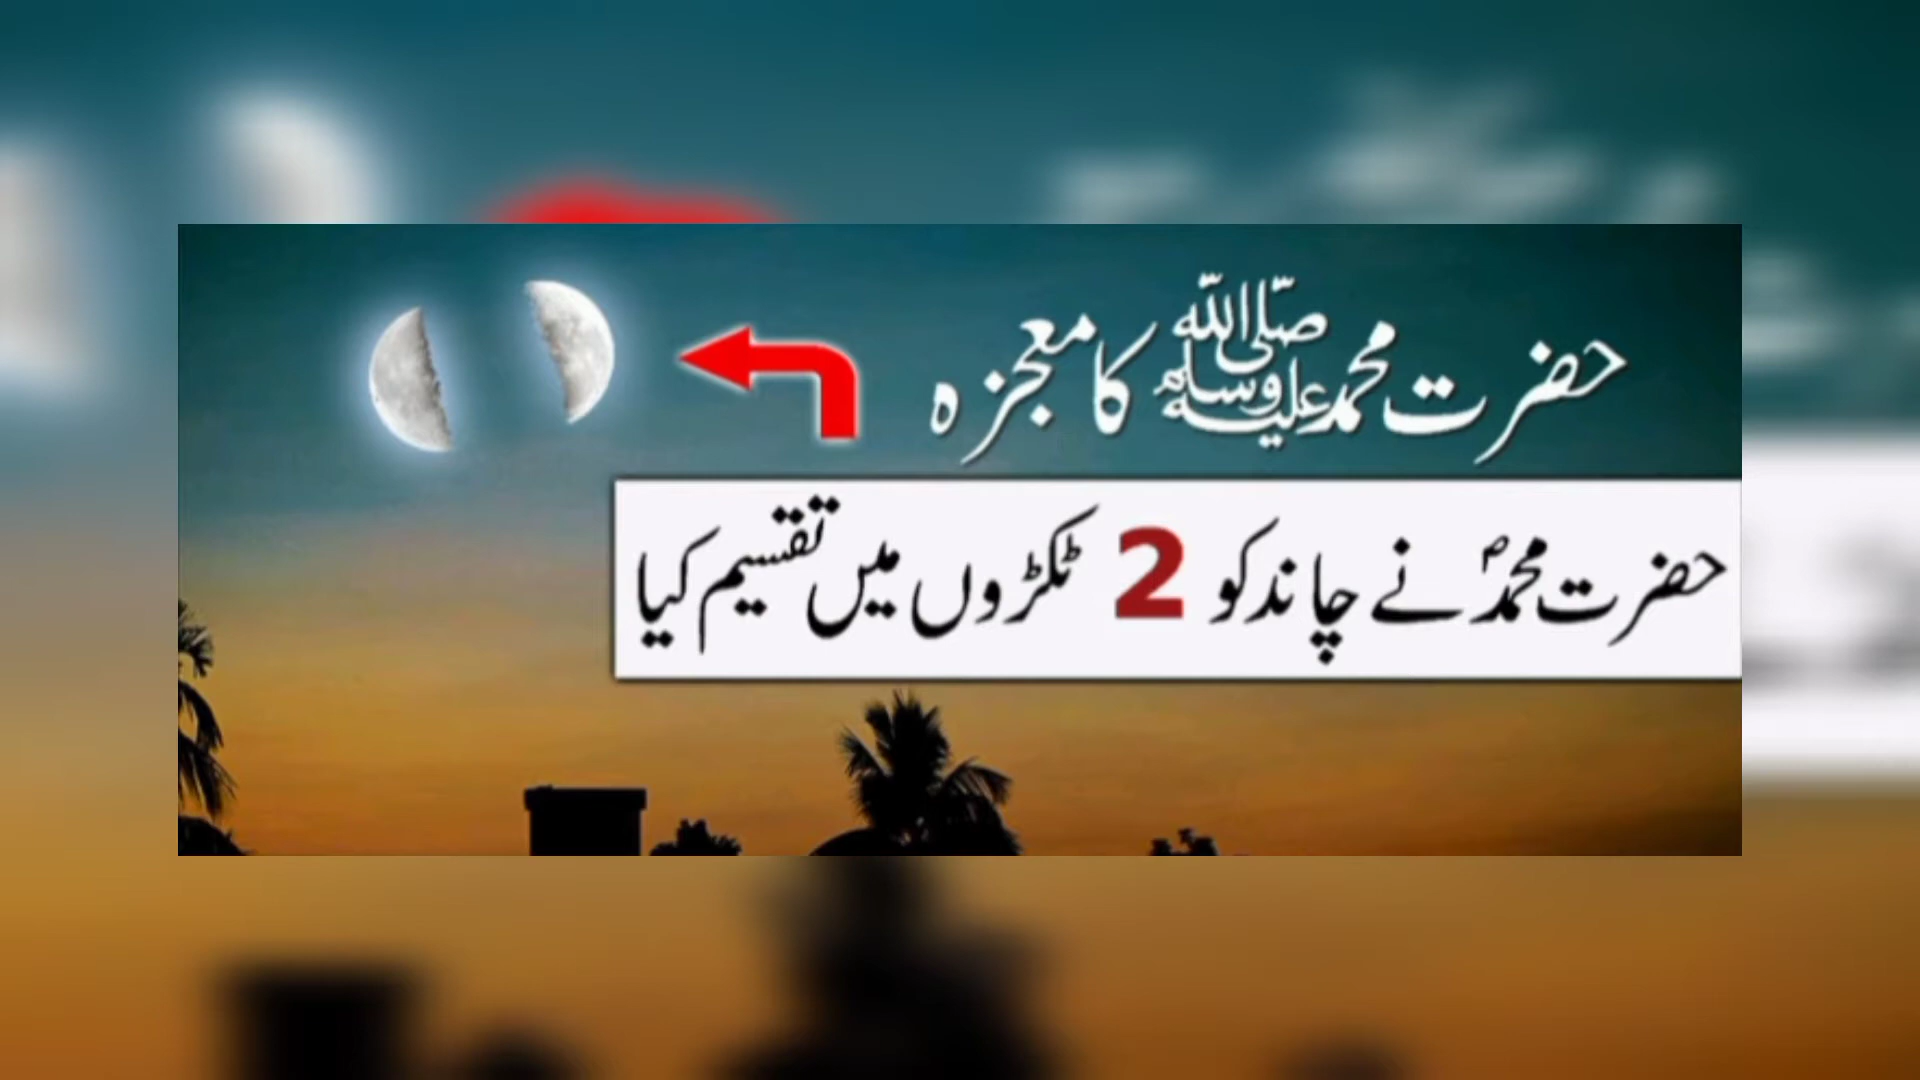 حضرت محمد صلی اللہ علیہ وسلم کا معجزہ
حضرت محمدؐ نے چاند کو 2 ٹکڑوں میں تقسیم کیا